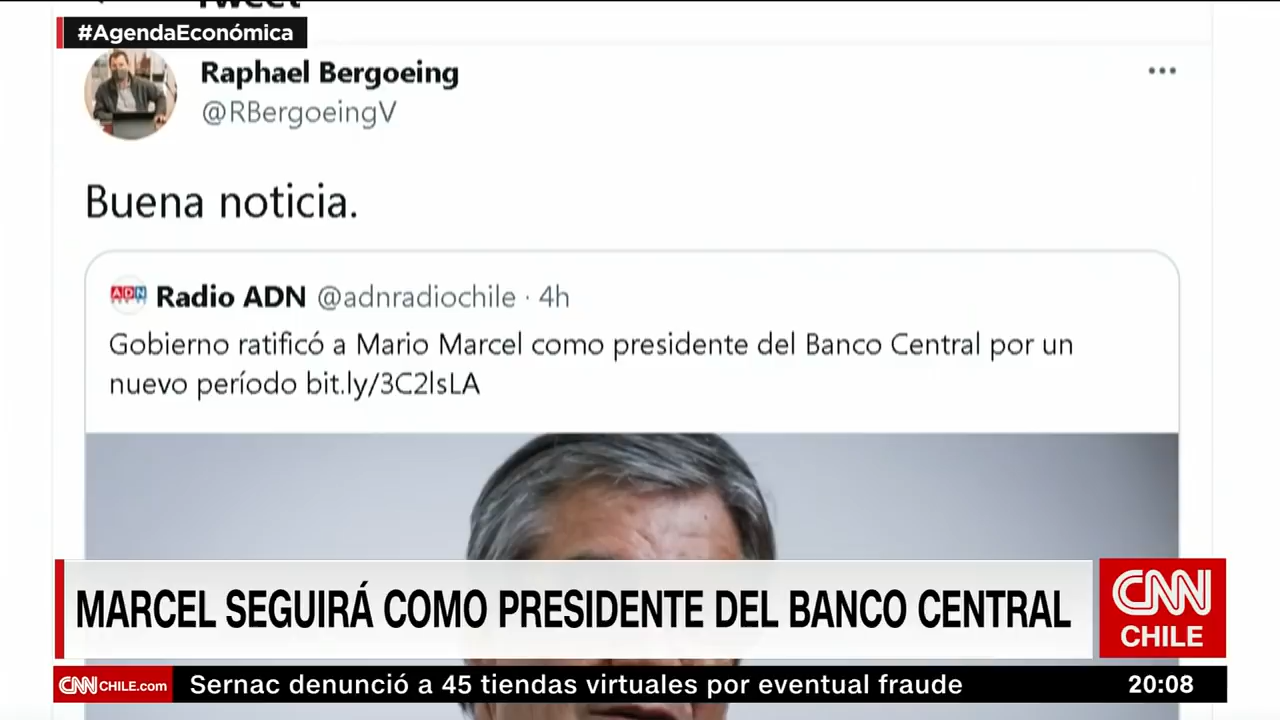 Tweet
#AgendaEconómica
Raphael Bergoeing
@RBergoeingV
Buena noticia.
ADN Radio ADN @adnradiochile · 4h
Gobierno ratificó a Mario Marcel como presidente del Banco Central por un
nuevo período bit.ly/3C2lsLA
MARCEL SEGUIRÁ COMO PRESIDENTE DEL BANCO CENTRAL
CNN
CHILE
CNNCHILE.com Sernac denunció a 45 tiendas virtuales por eventual fraude 20:08